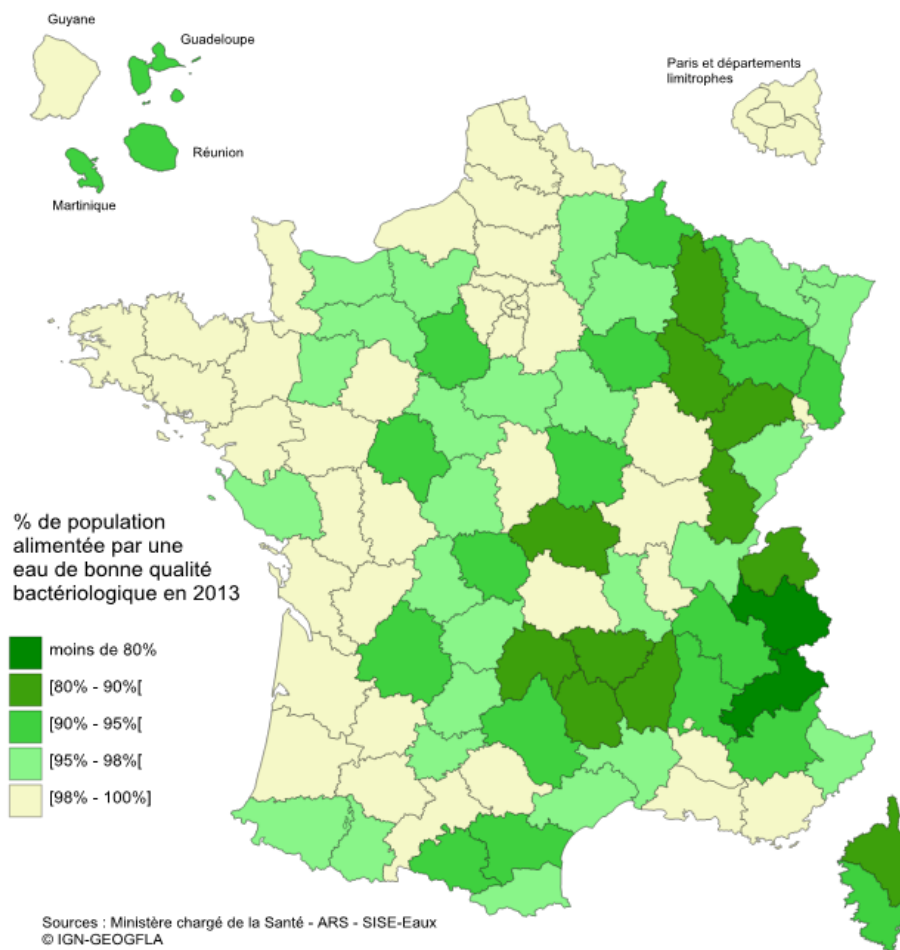 Guyane
Guadeloupe
Réunion
Martinique
Paris et départements
limitrophes
% de population
alimentée par une
eau de bonne qualité
bactériologique en 2013
moins de 80%
[80% - 90%[
[90% - 95%[
[95% - 98%[
[98% - 100%]
Sources : Ministère chargé de la Santé - ARS - SISE-Eaux
© IGN-GEOGFLA